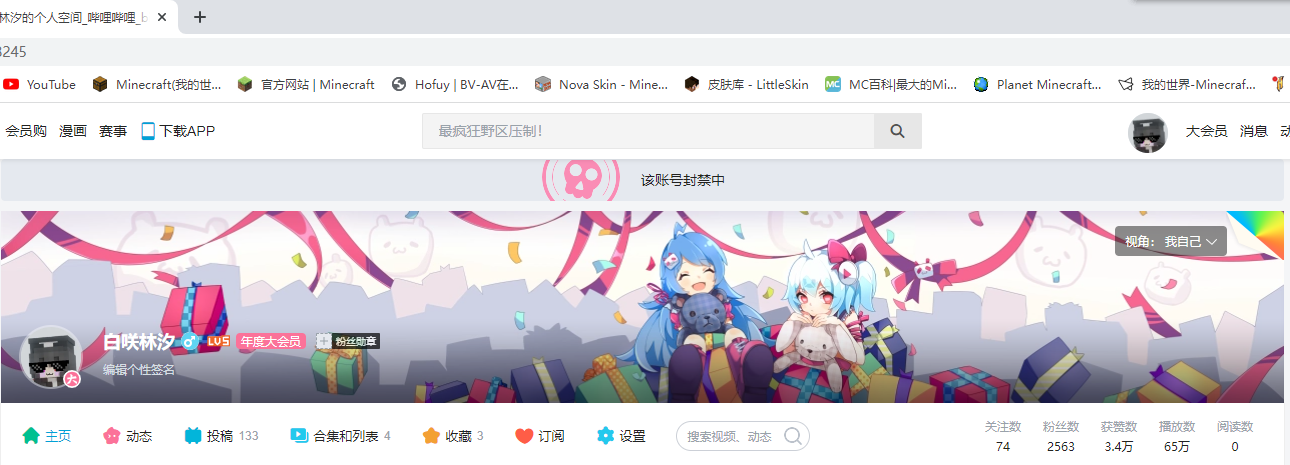 林汐的个人空间_哔哩哔哩_b
3245
YouTube Minecraft(我的世... 官方网站 | Minecraft Hofuy | BV-AV在... Nova Skin - Mine... 皮肤库 - LittleSkin MC MC百科|最大的Mi... Planet Minecraft... 我的世界-Minecraf...
会员购 漫画 赛事 下载APP 最疯狂野区压制! 大会员 消息 动
该账号封禁中
视角： 我自己
白咲林汐 LV5 年度大会员 粉丝勋章
大
编辑个性签名
主页 动态 投稿 133 合集和列表 4 收藏 3 订阅 设置 搜索视频、动态
关注数 粉丝数 获赞数 播放数 阅读数
74 2563 3.4万 65万 0